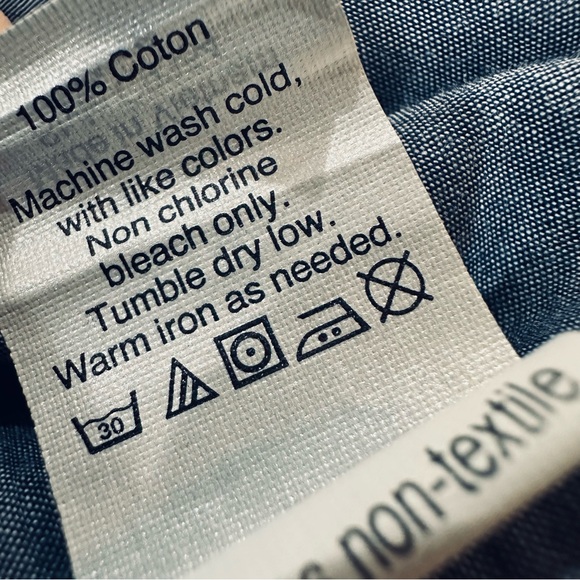 100% Coton
Machine wash cold,
with like colors.
Non chlorine
bleach only.
Tumble dry low.
Warm iron as needed.
30
non-textile